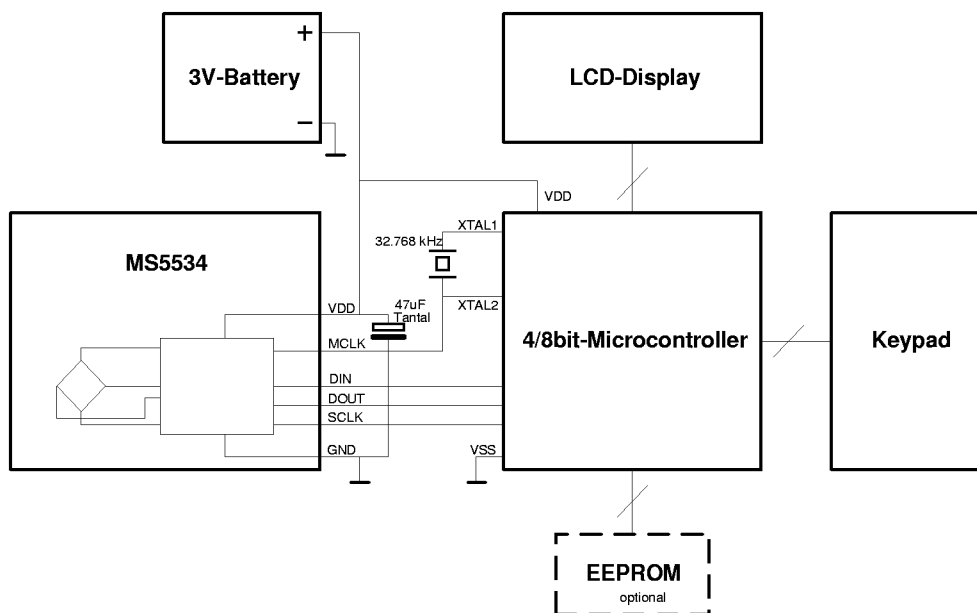 +
3V-Battery
−
LCD-Display
VDD
MS5534
32.768 kHz
XTAL1
XTAL2
VDD
47uF
Tantal
MCLK
DIN
DOUT
SCLK
GND
VSS
4/8bit-Microcontroller
Keypad
EEPROM
optional